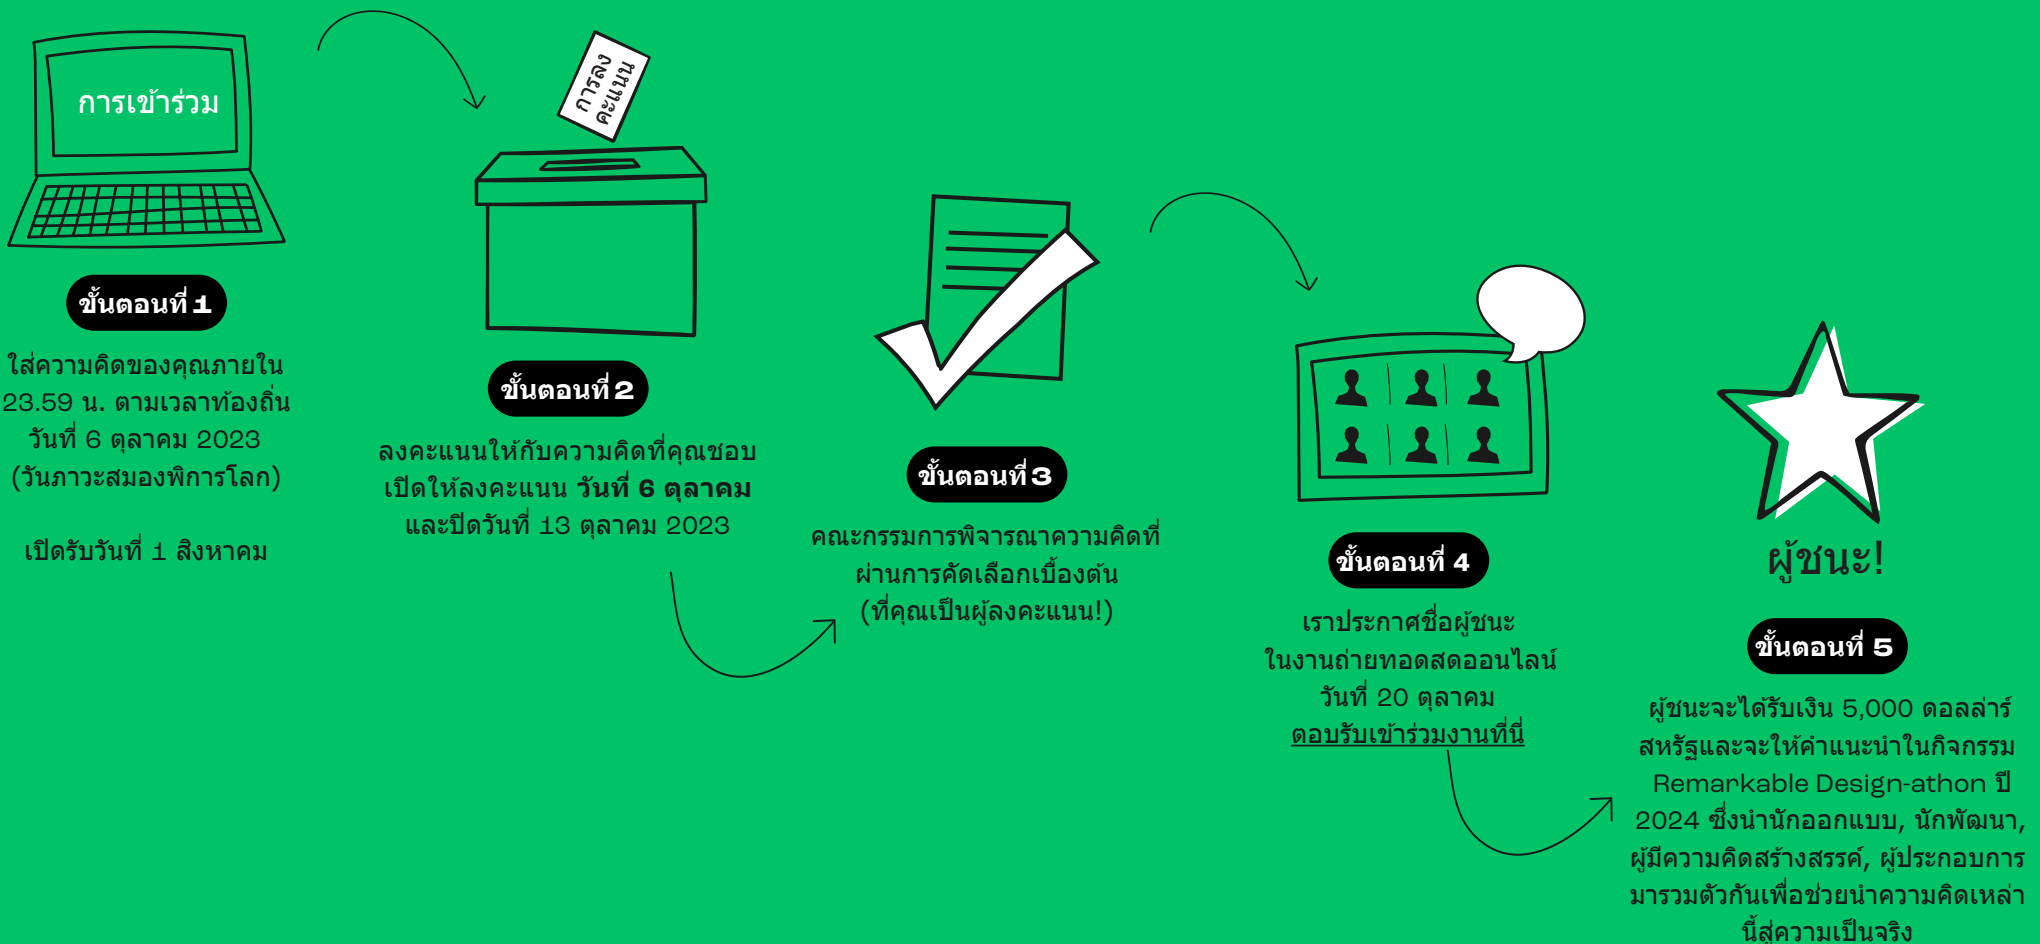 การเข้าร่วม
ขั้นตอนที่ 1
ใส่ความคิดของคุณภายใน
23.59 น. ตามเวลาท้องถิ่น
วันที่ 6 ตุลาคม 2023
(วันภาวะสมองพิการโลก)
เปิดรับวันที่ 1 สิงหาคม
การลง
คะแนน
ขั้นตอนที่ 2
ลงคะแนนให้กับความคิดที่คุณชอบ
เปิดให้ลงคะแนน วันที่ 6 ตุลาคม
และปิดวันที่ 13 ตุลาคม 2023
ขั้นตอนที่ 3
คณะกรรมการพิจารณาความคิดที่
ผ่านการคัดเลือกเบื้องต้น
(ที่คุณเป็นผู้ลงคะแนน!)
ขั้นตอนที่ 4
เราประกาศชื่อผู้ชนะ
ในงานถ่ายทอดสดออนไลน์
วันที่ 20 ตุลาคม
ตอบรับเข้าร่วมงานที่นี่
ผู้ชนะ!
ขั้นตอนที่ 5
ผู้ชนะจะได้รับเงิน 5,000 ดอลล่าร์
สหรัฐและจะให้คำแนะนำในกิจกรรม
Remarkable Design-athon ปี
2024 ซึ่งนำนักออกแบบ, นักพัฒนา,
ผู้มีความคิดสร้างสรรค์, ผู้ประกอบการ
มารวมตัวกันเพื่อช่วยนำความคิดเหล่า
นี้สู่ความเป็นจริง